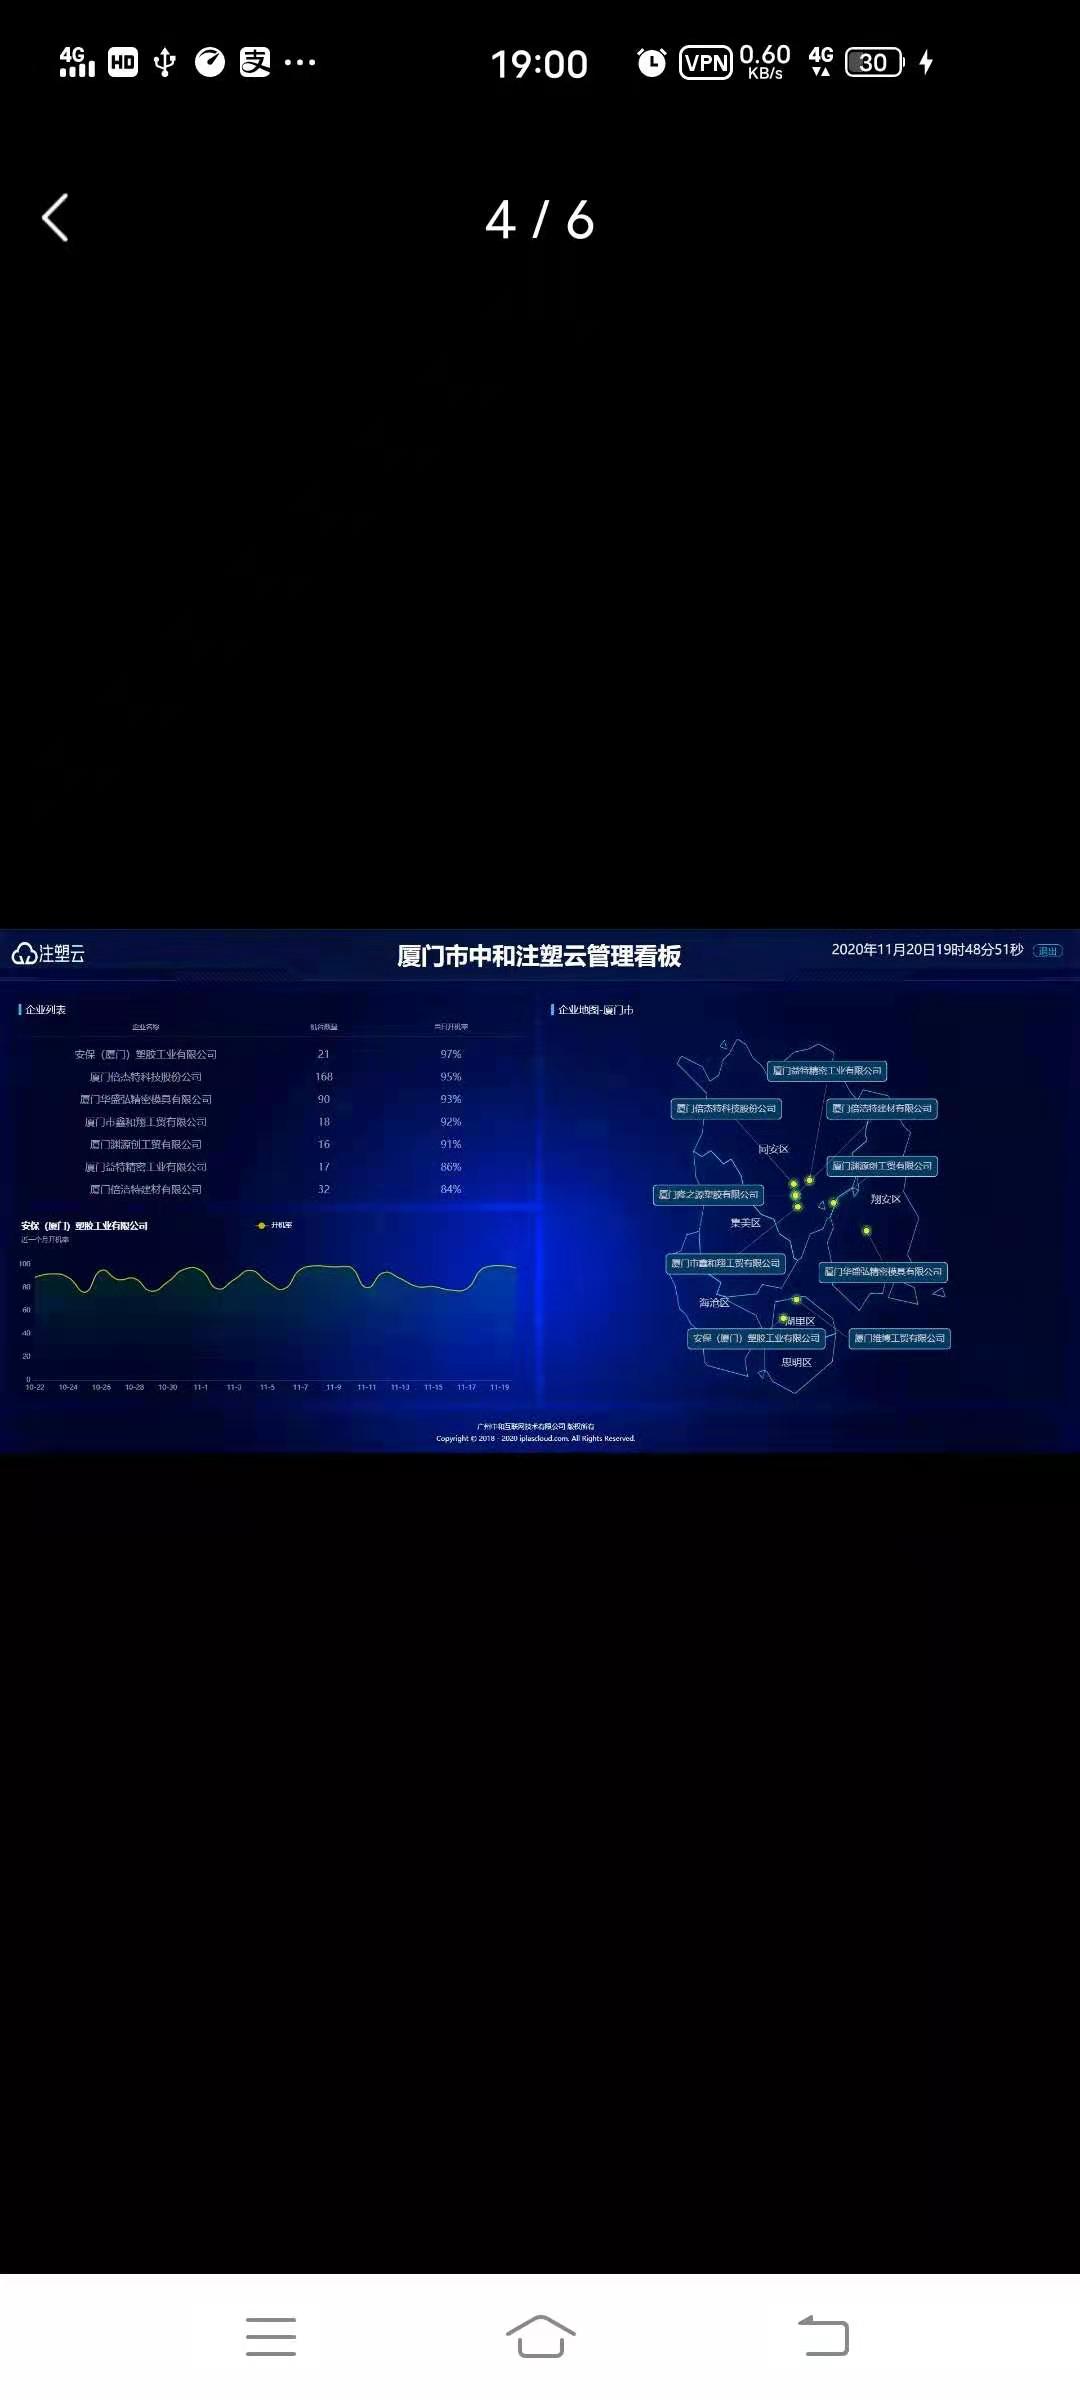 4G HD 支 ··· 19:00 VPN 0.60 KB/s 4G 30
4 / 6
注塑云
厦门市中和注塑云管理看板
2020年11月20日19时48分51秒 退出
企业列表
企业名称 机台数量 当日开机率
安保（厦门）塑胶工业有限公司 21 97%
厦门倍杰特科技股份公司 168 95%
厦门华盛弘精密模具有限公司 90 93%
厦门市鑫和翔工贸有限公司 18 92%
厦门渊源创工贸有限公司 16 91%
厦门益特精密工业有限公司 17 86%
厦门倍洁特建材有限公司 32 84%
安保（厦门）塑胶工业有限公司 开机率
近一个月开机率
100
80
60
40
20
0
10-22 10-24 10-26 10-28 10-30 11-1 11-3 11-5 11-7 11-9 11-11 11-13 11-15 11-17 11-19
企业地图-厦门市
厦门益特精密工业有限公司
厦门倍杰特科技股份公司
厦门倍洁特建材有限公司
同安区
厦门渊源创工贸有限公司
厦门隆之源塑胶有限公司
翔安区
集美区
厦门市鑫和翔工贸有限公司
厦门华盛弘精密模具有限公司
海沧区
湖里区
安保（厦门）塑胶工业有限公司
厦门维博工贸有限公司
思明区
广州中和互联网技术有限公司 版权所有
Copyright © 2018 - 2020 iplascloud.com. All Rights Reserved.